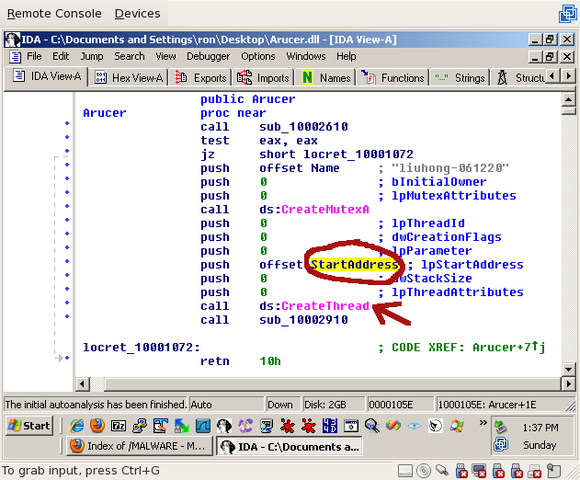 Remote Console Devices
IDA - C:\Documents and Settings\ron\Desktop\Arucer.dll - [IDA View-A]
File Edit Jump Search View Debugger Options Windows Help
IDA View-A Hex View-A Exports Imports N Names Functions "..." Strings Structu
public Arucer
Arucer proc near
call sub_10002610
test eax, eax
jz short locret_10001072
push offset Name ; "liuhong-061220"
push 0 ; bInitialOwner
push 0 ; lpMutexAttributes
call ds:CreateMutexA
push 0 ; lpThreadId
push 0 ; dwCreationFlags
push 0 ; lpParameter
push offset StartAddress ; lpStartAddress
push 0 ; dwStackSize
push 0 ; lpThreadAttributes
call ds:CreateThread
call sub_10002910
locret_10001072: ; CODE XREF: Arucer+7↑j
retn 10h
The initial autoanalysis has been finished. Auto Down Disk: 2GB 0000105E 1000105E: Arucer+1E
Start » 1:37 PM
Index of /MALWARE - M... IDA - C:\Documents a... Sunday
To grab input, press Ctrl+G